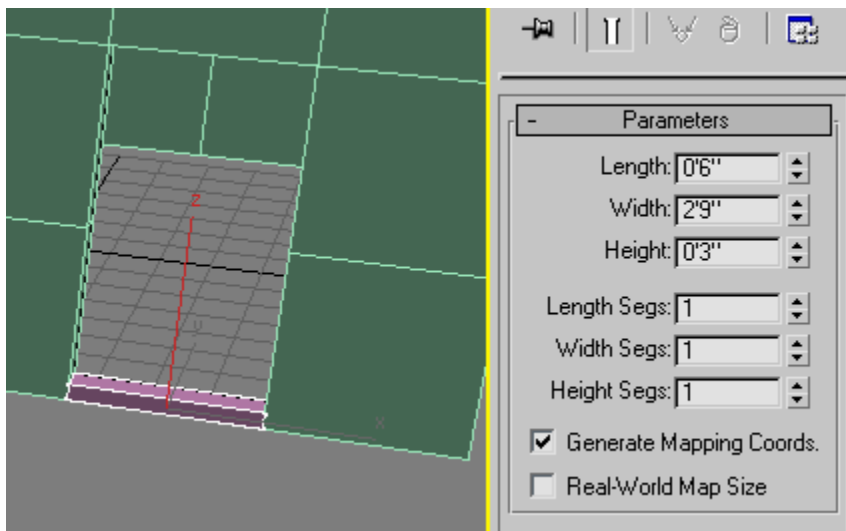 - Parameters
Length: 0'6"
Width: 2'9"
Height: 0'3"
Length Segs: 1
Width Segs: 1
Height Segs: 1
Generate Mapping Coords.
Real-World Map Size
z
x